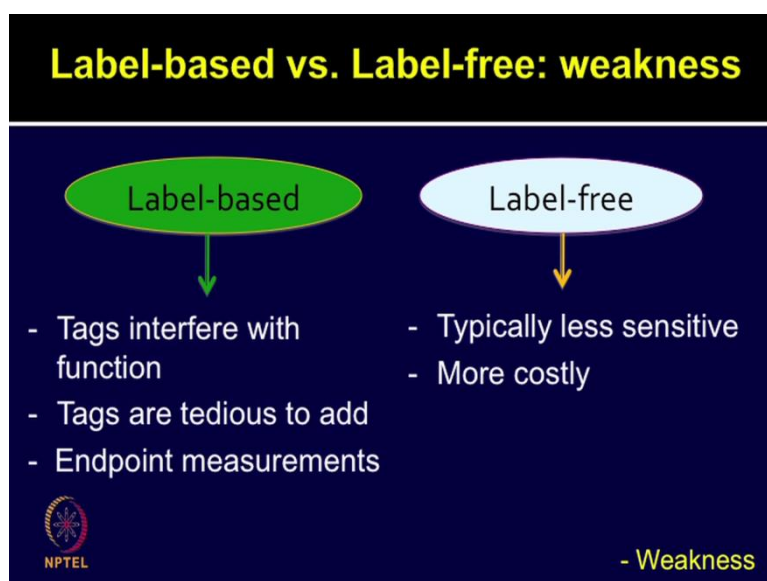 Label-based vs. Label-free: weakness
Label-based
- Tags interfere with
function
- Tags are tedious to add
- Endpoint measurements
Label-free
- Typically less sensitive
- More costly
NPTEL
- Weakness